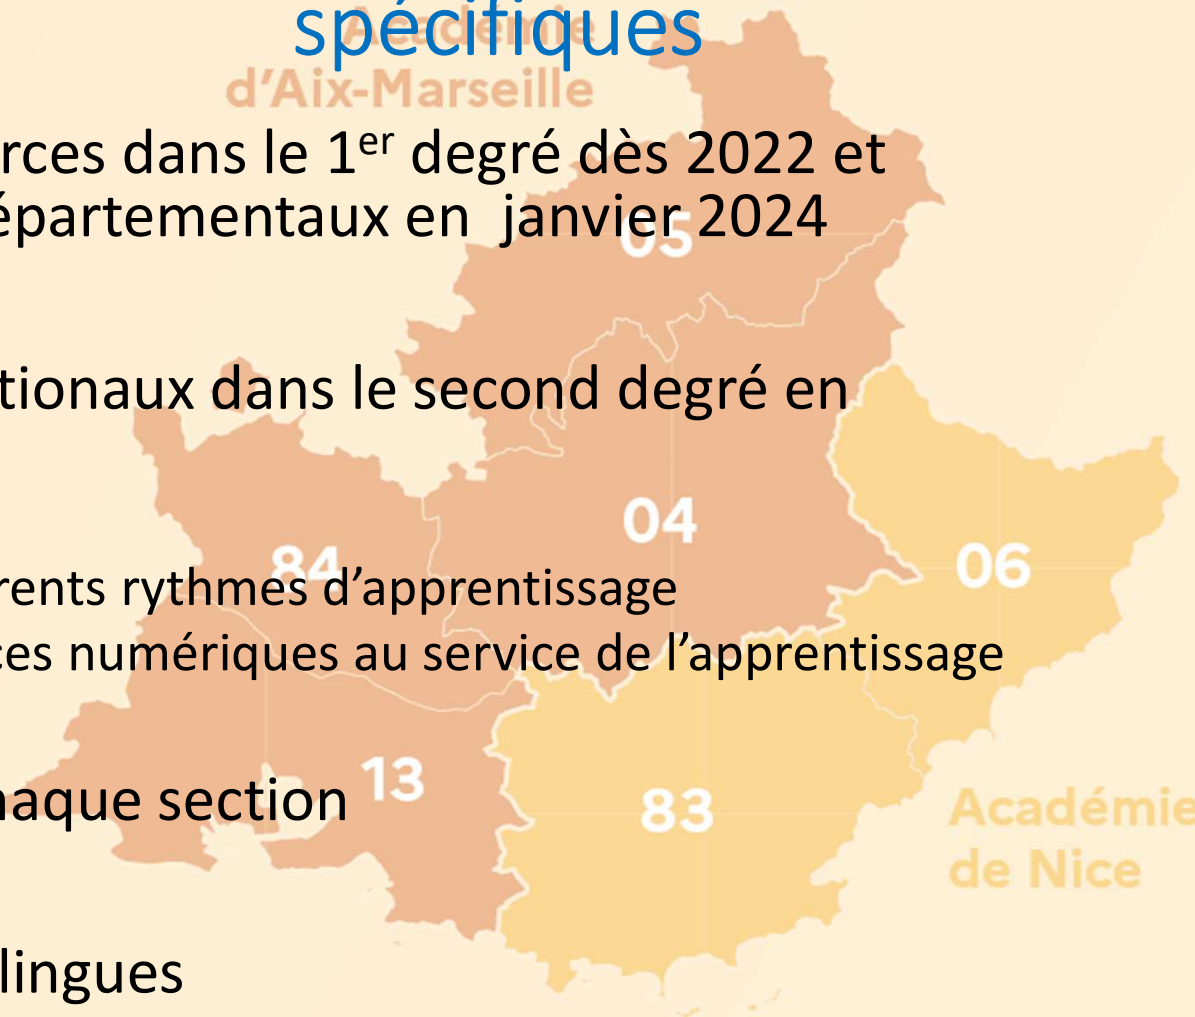 spécifiques
Académie
d'Aix-Marseille
rces dans le 1er degré dès 2022 et
épartementaux en janvier 2024
05
tionaux dans le second degré en
04
84
06
rents rythmes d'apprentissage
ces numériques au service de l'apprentissage
13
haque section
83
Académie
de Nice
lingues